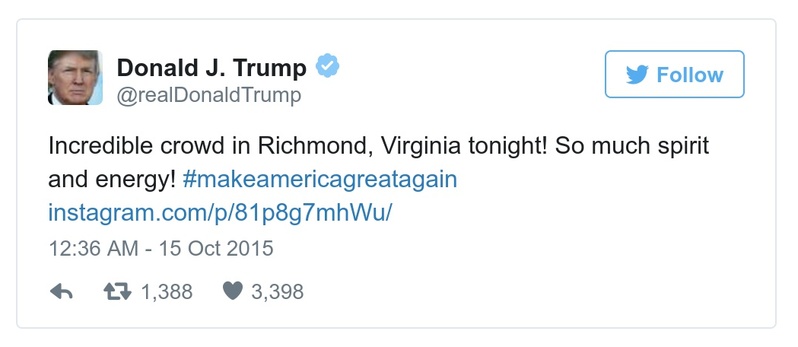 Donald J. Trump
@realDonaldTrump
Follow
Incredible crowd in Richmond, Virginia tonight! So much spirit
and energy! #makeamericagreatagain
instagram.com/p/81p8g7mhWu/
12:36 AM - 15 Oct 2015
1,388 3,398